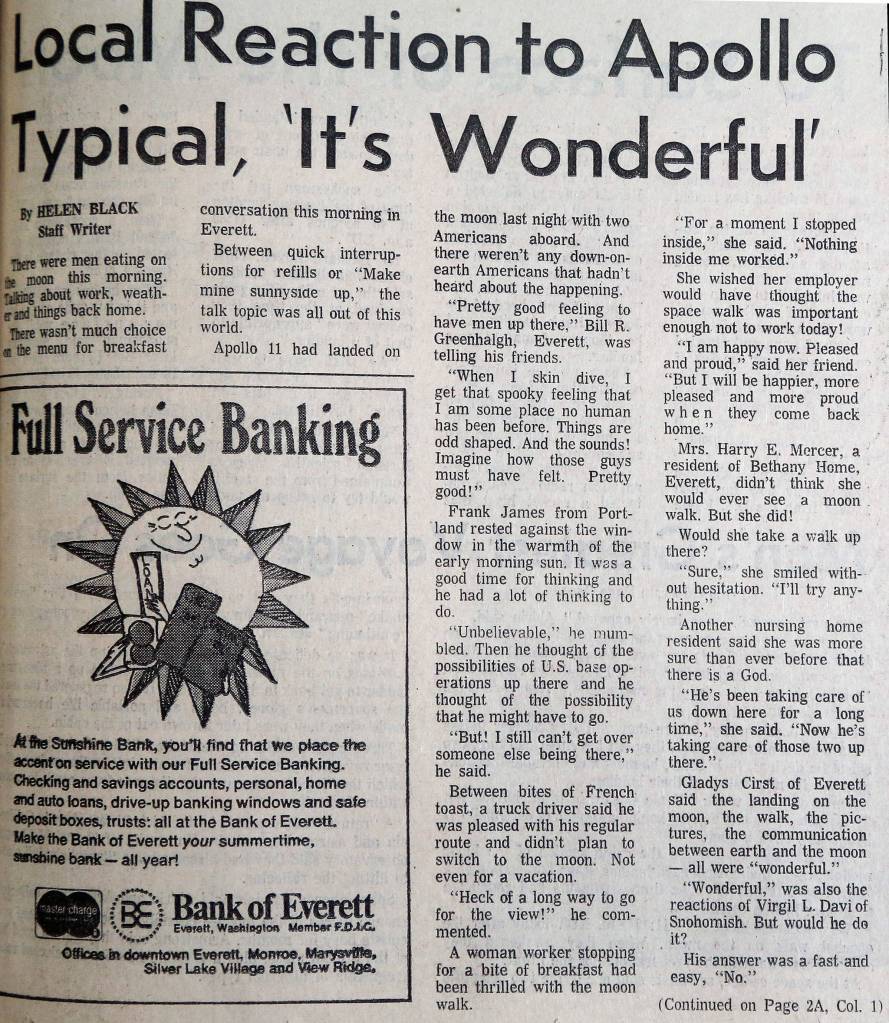 Local Reaction to Apollo
Typical, 'It's Wonderful'
By HELEN BLACK
Staff Writer
There were men eating on
the moon this morning.
Talking about work, weath-
er and things back home.
There wasn't much choice
on the menu for breakfast
conversation this morning in
Everett.
Between quick interrup-
tions for refills or "Make
mine sunnyside up," the
talk topic was all out of this
world.
Apollo 11 had landed on
the moon last night with two
Americans aboard. And
there weren't any down-on-
earth Americans that hadn't
heard about the happening.
"Pretty good feeling to
have men up there," Bill R.
Greenhalgh, Everett, was
telling his friends.
"When I skin dive, I
get that spooky feeling that
I am some place no human
has been before. Things are
odd shaped. And the sounds!
Imagine how those guys
must have felt. Pretty
good!"
Frank James from Port-
land rested against the win-
dow in the warmth of the
early morning sun. It was a
good time for thinking and
he had a lot of thinking to
do.
"Unbelievable," he mum-
bled. Then he thought of the
possibilities of U.S. base op-
erations up there and he
thought of the possibility
that he might have to go.
"But! I still can't get over
someone else being there,"
he said.
Between bites of French
toast, a truck driver said he
was pleased with his regular
route and didn't plan to
switch to the moon. Not
even for a vacation.
"Heck of a long way to go
for the view!" he com-
mented.
A woman worker stopping
for a bite of breakfast had
been thrilled with the moon
walk.
"For a moment I stopped
inside," she said. "Nothing
inside me worked."
She wished her employer
would have thought the
space walk was important
enough not to work today!
"I am happy now. Pleased
and proud," said her friend.
"But I will be happier, more
pleased and more proud
when they come back
home."
Mrs. Harry E. Mercer, a
resident of Bethany Home,
Everett, didn't think she
would ever see a moon
walk. But she did!
Would she take a walk up
there?
"Sure," she smiled with-
out hesitation. "I'll try any-
thing."
Another nursing home
resident said she was more
sure than ever before that
there is a God.
"He's been taking care of
us down here for a long
time," she said. "Now he's
taking care of those two up
there."
Gladys Cirst of Everett
said the landing on the
moon, the walk, the pic-
tures, the communication
between earth and the moon
— all were "wonderful."
"Wonderful," was also the
reactions of Virgil L. Davi of
Snohomish. But would he do
it?
His answer was a fast and
easy, "No."
(Continued on Page 2A, Col. 1)
Full Service Banking
LOAN
At the Sunshine Bank, you'll find that we place the
accent on service with our Full Service Banking.
Checking and savings accounts, personal, home
and auto loans, drive-up banking windows and safe
deposit boxes, trusts: all at the Bank of Everett.
Make the Bank of Everett your summertime,
sunshine bank — all year!
master charge
BE
Bank of Everett
Everett, Washington Member F.D.I.C.
Offices in downtown Everett, Monroe, Marysville,
Silver Lake Village and View Ridge.